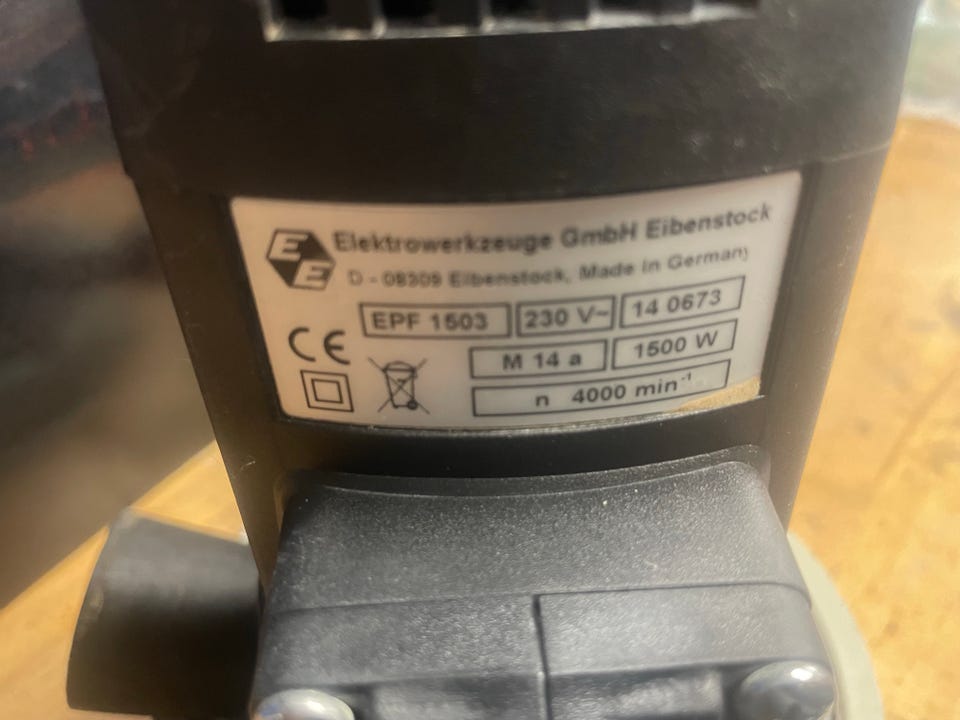 EE Elektrowerkzeuge GmbH Eibenstock
D - 08309 Eibenstock, Made in Germany
EPF 1503 230 V~ 14 0673
CE M 14 a 1500 W
n 4000 min⁻¹